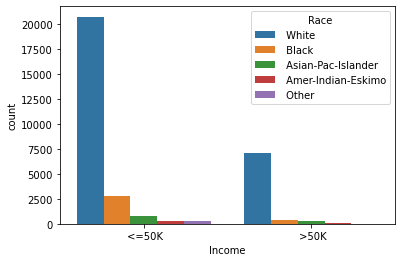 Race
White
Black
Asian-Pac-Islander
Amer-Indian-Eskimo
Other
20000
17500
15000
12500
10000
7500
5000
2500
0
count
<=50K
>50K
Income